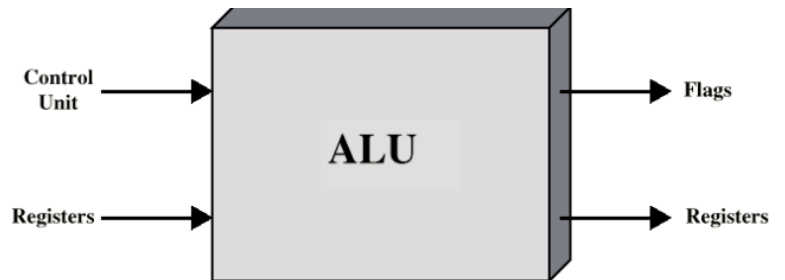 Control
Unit
Flags
ALU
Registers
Registers